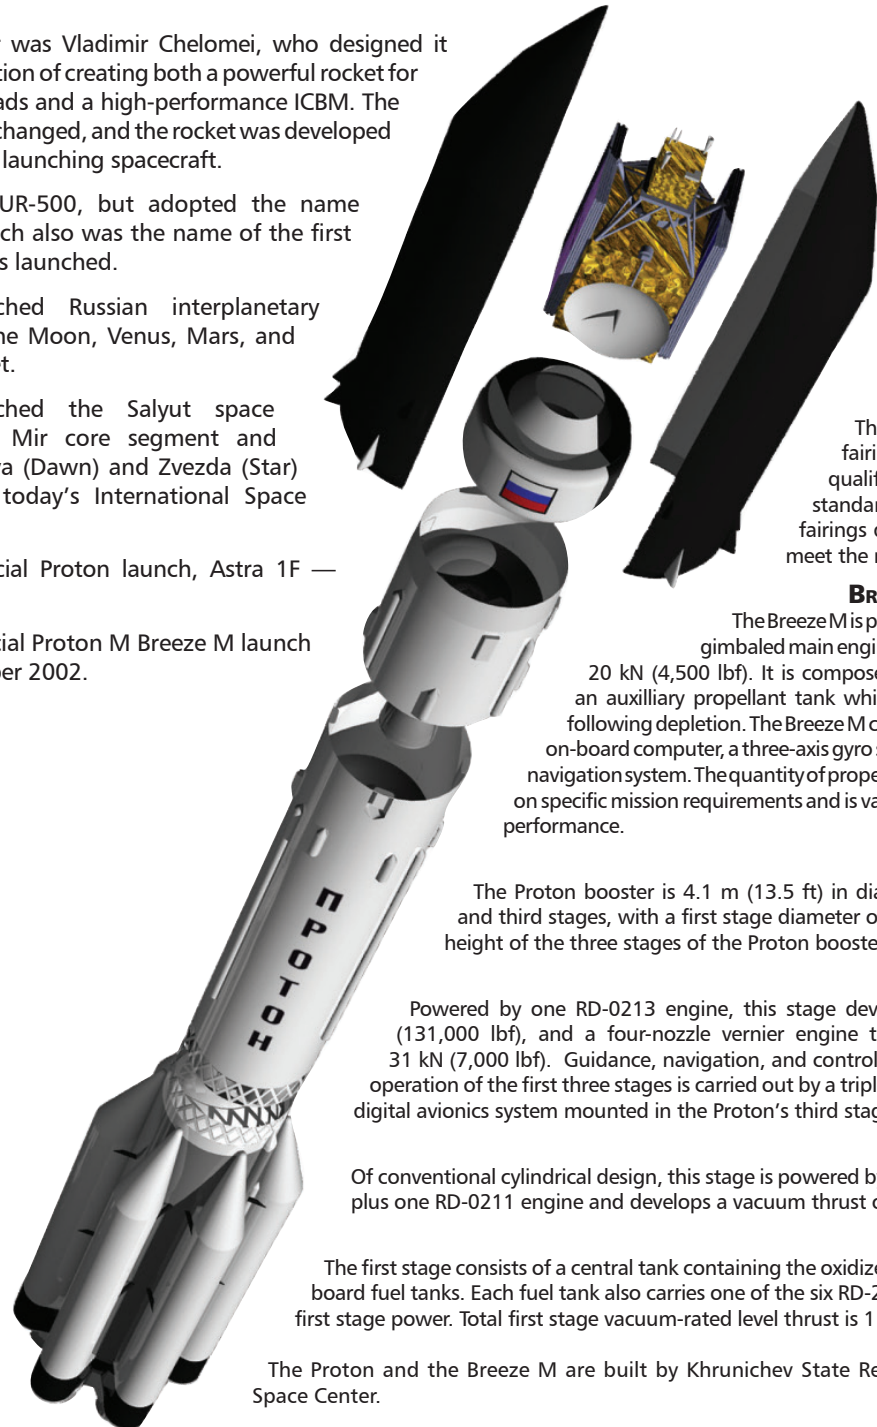 was Vladimir Chelomei, who designed it
tion of creating both a powerful rocket for
ads and a high-performance ICBM. The
changed, and the rocket was developed
launching spacecraft.
UR-500, but adopted the name
ch also was the name of the first
s launched.
ched Russian interplanetary
he Moon, Venus, Mars, and
et.
ched the Salyut space
Mir core segment and
ya (Dawn) and Zvezda (Star)
today's International Space
cial Proton launch, Astra 1F —
cial Proton M Breeze M launch
ber 2002.
Th
fairi
qualif
standar
fairings
meet the
BR
The Breeze M is p
gimbaled main engi
20 kN (4,500 lbf). It is compose
an auxilliary propellant tank whi
following depletion. The Breeze M c
on-board computer, a three-axis gyro
navigation system. The quantity of prope
on specific mission requirements and is va
performance.
The Proton booster is 4.1 m (13.5 ft) in dia
and third stages, with a first stage diameter o
height of the three stages of the Proton booste
Powered by one RD-0213 engine, this stage dev
(131,000 lbf), and a four-nozzle vernier engine t
31 kN (7,000 lbf). Guidance, navigation, and control
operation of the first three stages is carried out by a tripl
digital avionics system mounted in the Proton's third stag
Of conventional cylindrical design, this stage is powered b
plus one RD-0211 engine and develops a vacuum thrust
The first stage consists of a central tank containing the oxidize
board fuel tanks. Each fuel tank also carries one of the six RD-2
first stage power. Total first stage vacuum-rated level thrust is 1
The Proton and the Breeze M are built by Khrunichev State Re
Space Center.
ПРОТОН